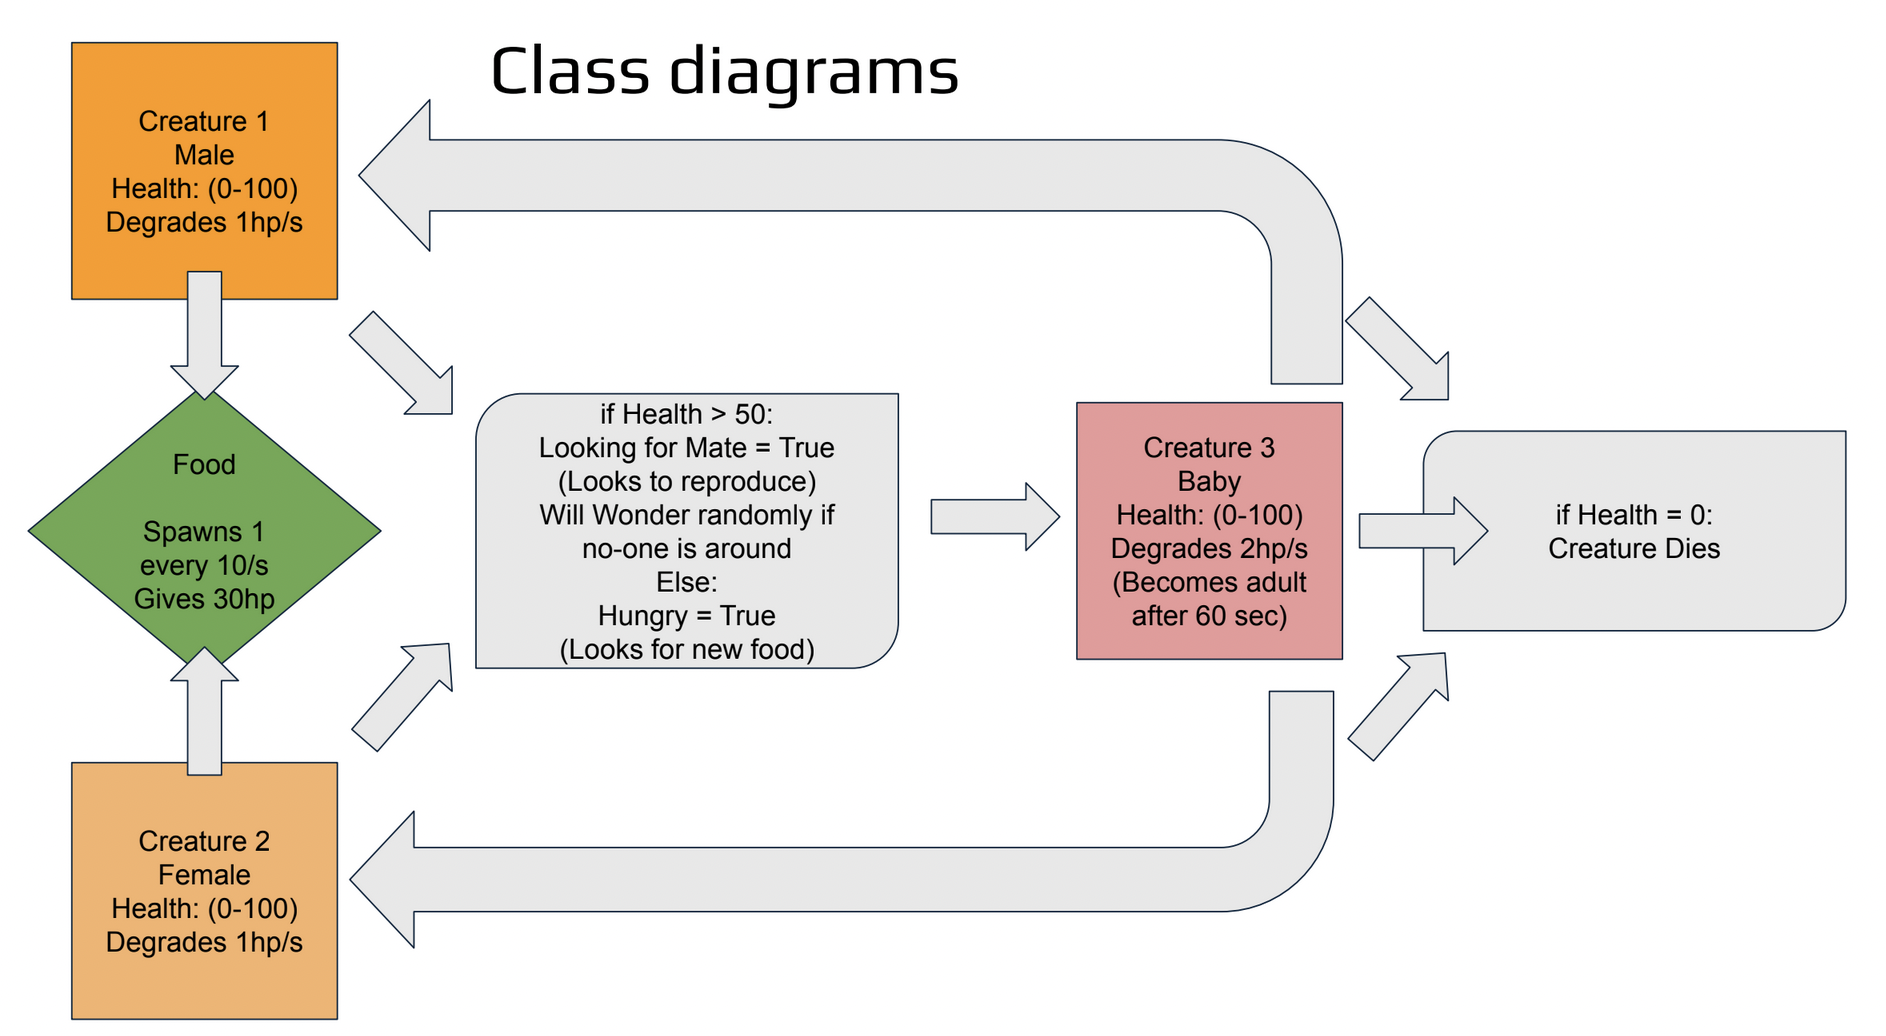 Class diagrams
Creature 1
Male
Health: (0-100)
Degrades 1hp/s
Food
Spawns 1
every 10/s
Gives 30hp
Creature 2
Female
Health: (0-100)
Degrades 1hp/s
if Health > 50:
Looking for Mate = True
(Looks to reproduce)
Will Wonder randomly if
no-one is around
Else:
Hungry = True
(Looks for new food)
Creature 3
Baby
Health: (0-100)
Degrades 2hp/s
(Becomes adult
after 60 sec)
if Health = 0:
Creature Dies